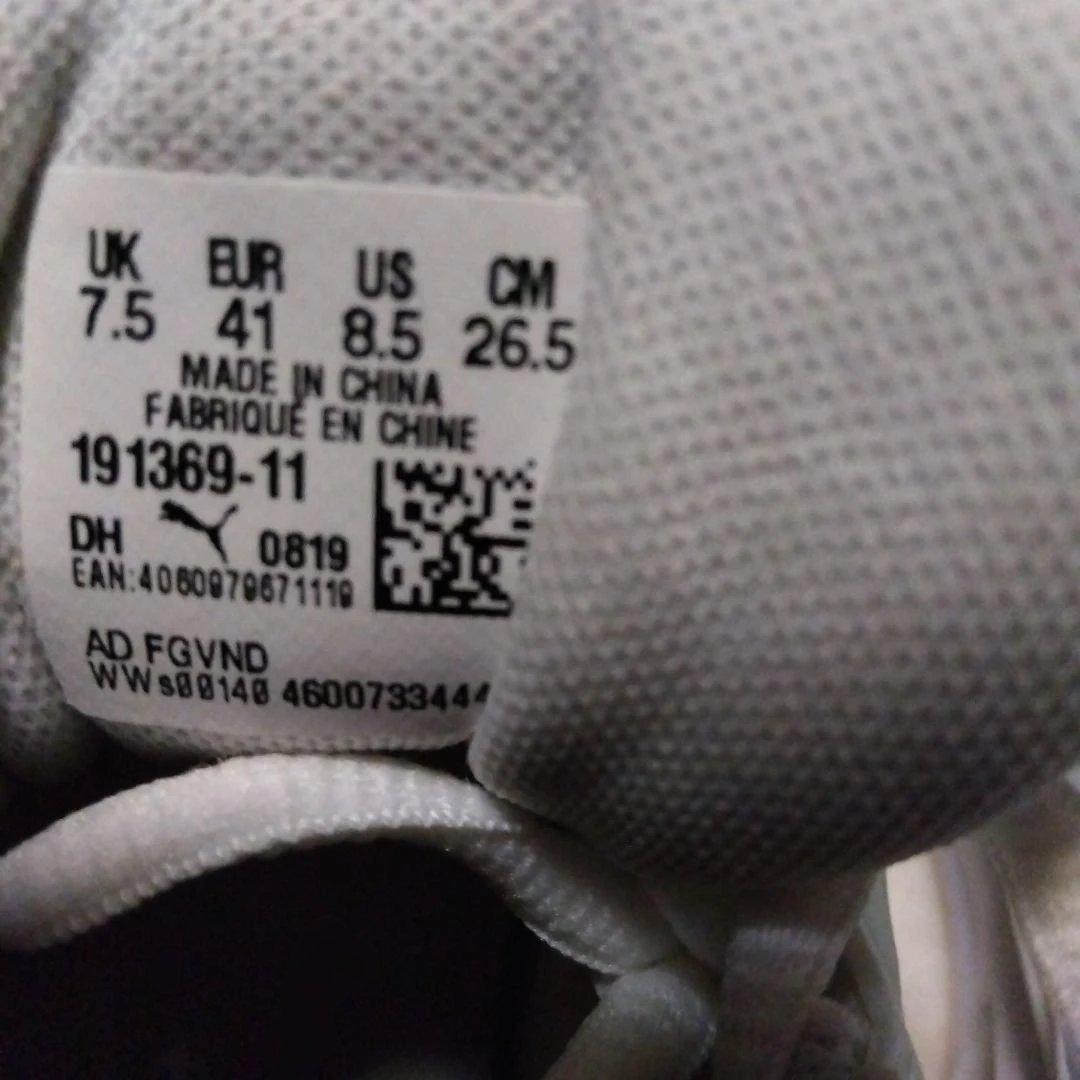 UK EUR US CM
7.5 41 8.5 26.5
MADE IN CHINA
FABRIQUÉ EN CHINE
191369-11
DH 0819
EAN:4060979671119
AD FGVND
WWs00140 4600733444